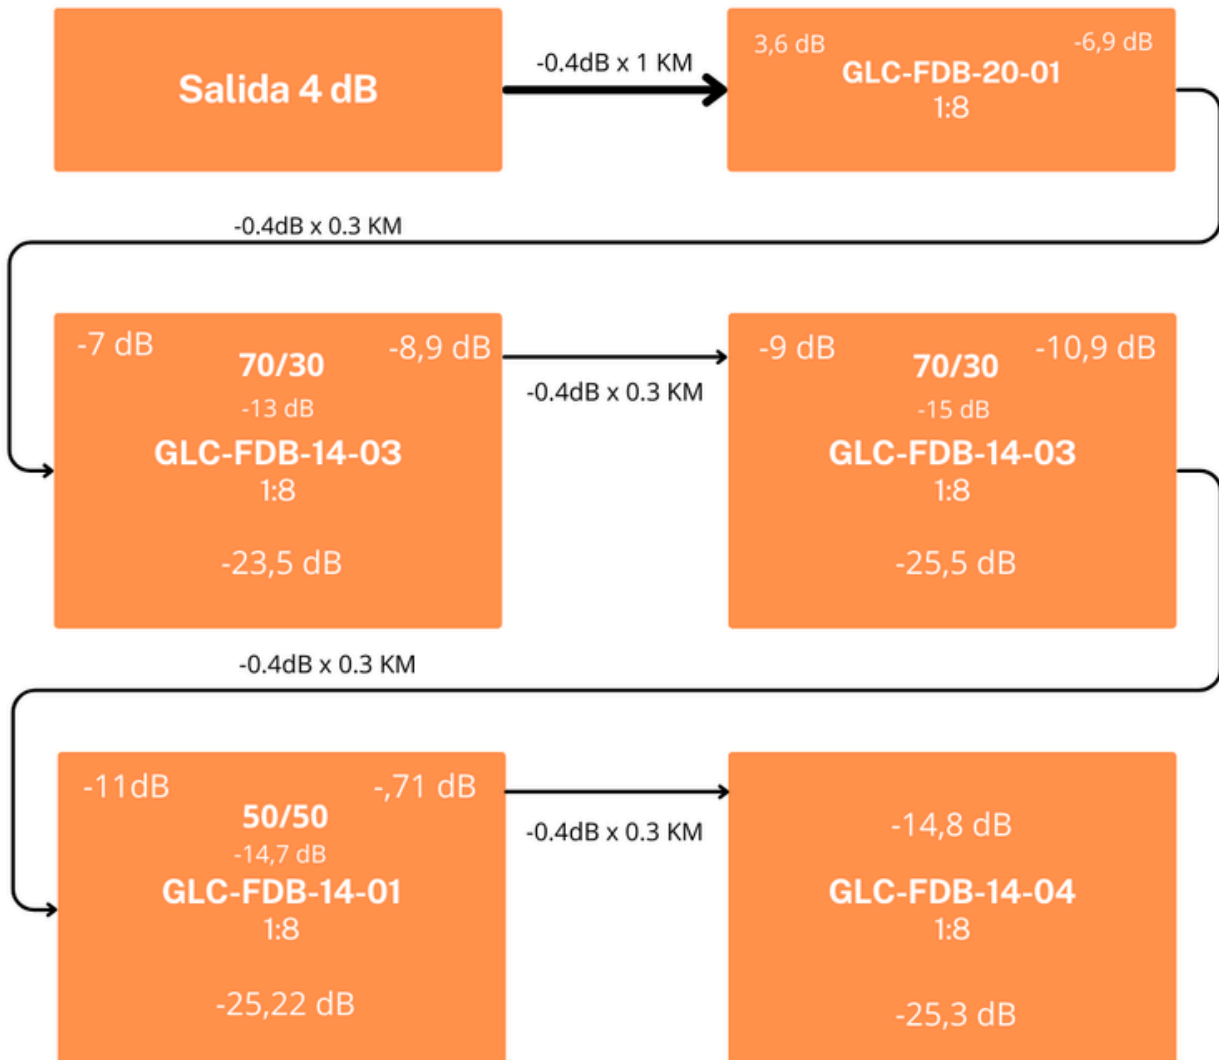 Salida 4 dB
-0.4dB x 1 KM
3,6 dB
-6,9 dB
GLC-FDB-20-01
1:8
-0.4dB x 0.3 KM
-7 dB
70/30
-8,9 dB
-13 dB
GLC-FDB-14-03
1:8
-23,5 dB
-0.4dB x 0.3 KM
-9 dB
70/30
-10,9 dB
-15 dB
GLC-FDB-14-03
1:8
-25,5 dB
-0.4dB x 0.3 KM
-11dB
50/50
-,71 dB
-14,7 dB
GLC-FDB-14-01
1:8
-25,22 dB
-0.4dB x 0.3 KM
-14,8 dB
GLC-FDB-14-04
1:8
-25,3 dB